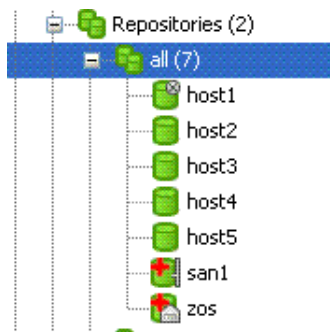 Repositories (2)
all (7)
host1
host2
host3
host4
host5
san1
zos